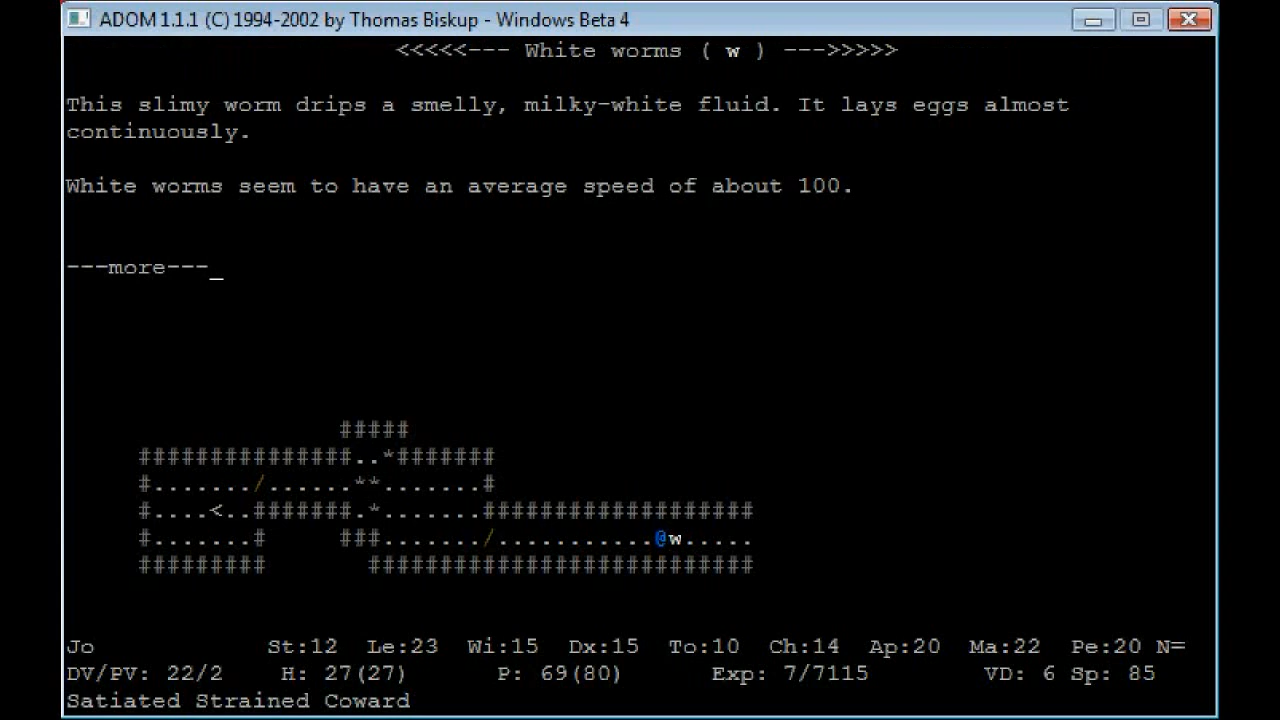 ADOM 1.1.1 (C) 1994-2002 by Thomas Biskup - Windows Beta 4
<<<<<--- White worms ( w ) --->>>>>
This slimy worm drips a smelly, milky-white fluid. It lays eggs almost
continuously.
White worms seem to have an average speed of about 100.
---more---_
#####
###############..*#######
#......./......**.......#
#....<..#######.*.......###################
#.......#     ###......./...........@w.....
#########       ###########################
Jo St:12 Le:23 Wi:15 Dx:15 To:10 Ch:14 Ap:20 Ma:22 Pe:20 N=
DV/PV: 22/2 H: 27(27) P: 69(80) Exp: 7/7115 VD: 6 Sp: 85
Satiated Strained Coward